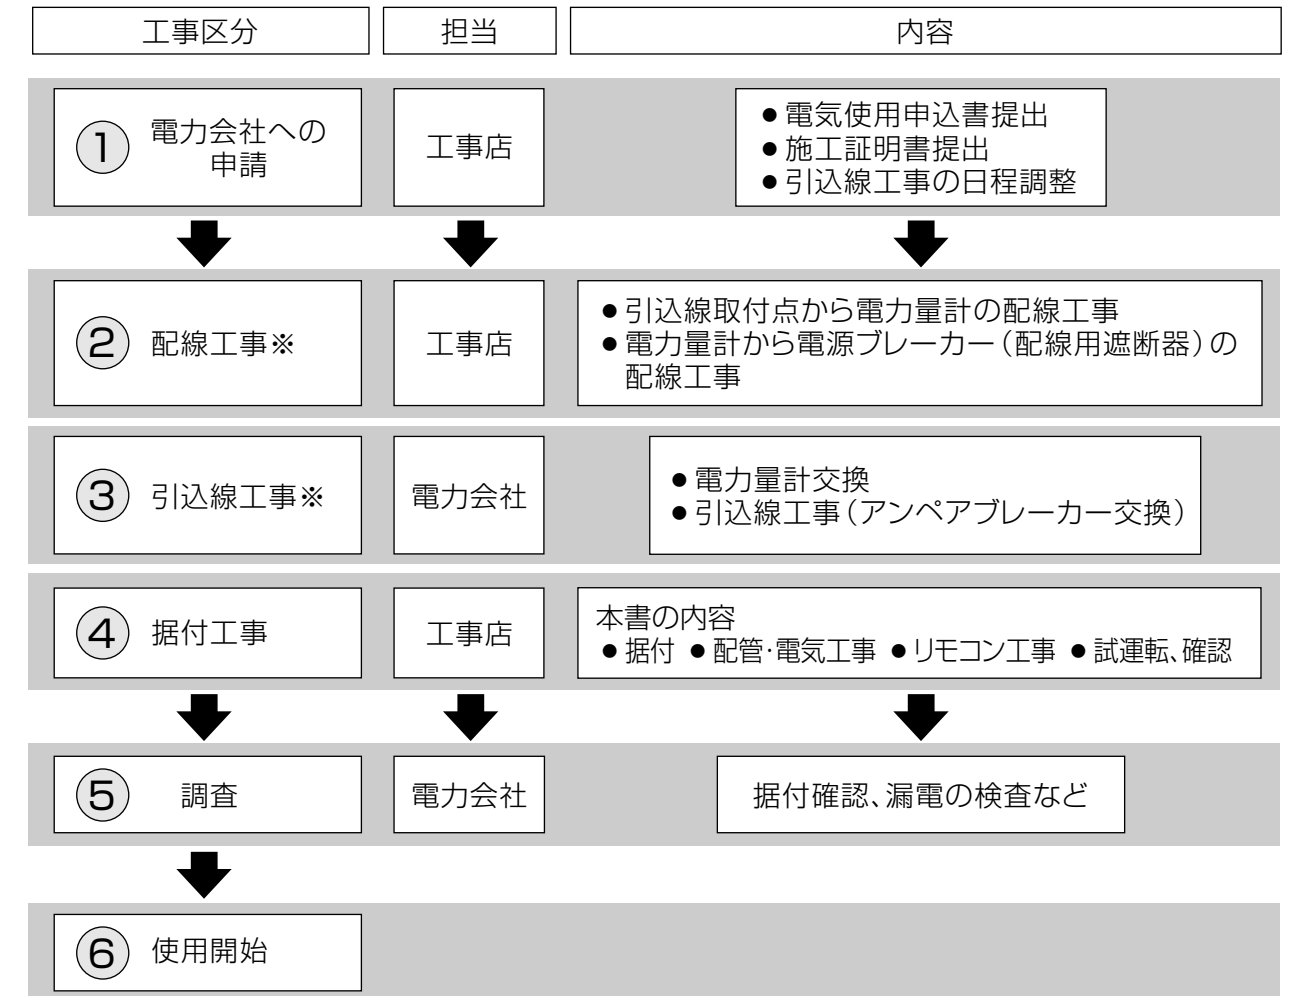 工事区分 担当 内容
① 電力会社への
申請
工事店
●電気使用申込書提出
●施工証明書提出
●引込線工事の日程調整
② 配線工事※
工事店
●引込線取付点から電力量計の配線工事
●電力量計から電源ブレーカー（配線用遮断器）の
配線工事
③ 引込線工事※
電力会社
●電力量計交換
●引込線工事（アンペアブレーカー交換）
④ 据付工事
工事店
本書の内容
●据付 ●配管・電気工事 ●リモコン工事 ●試運転、確認
⑤ 調査
電力会社
据付確認、漏電の検査など
⑥ 使用開始